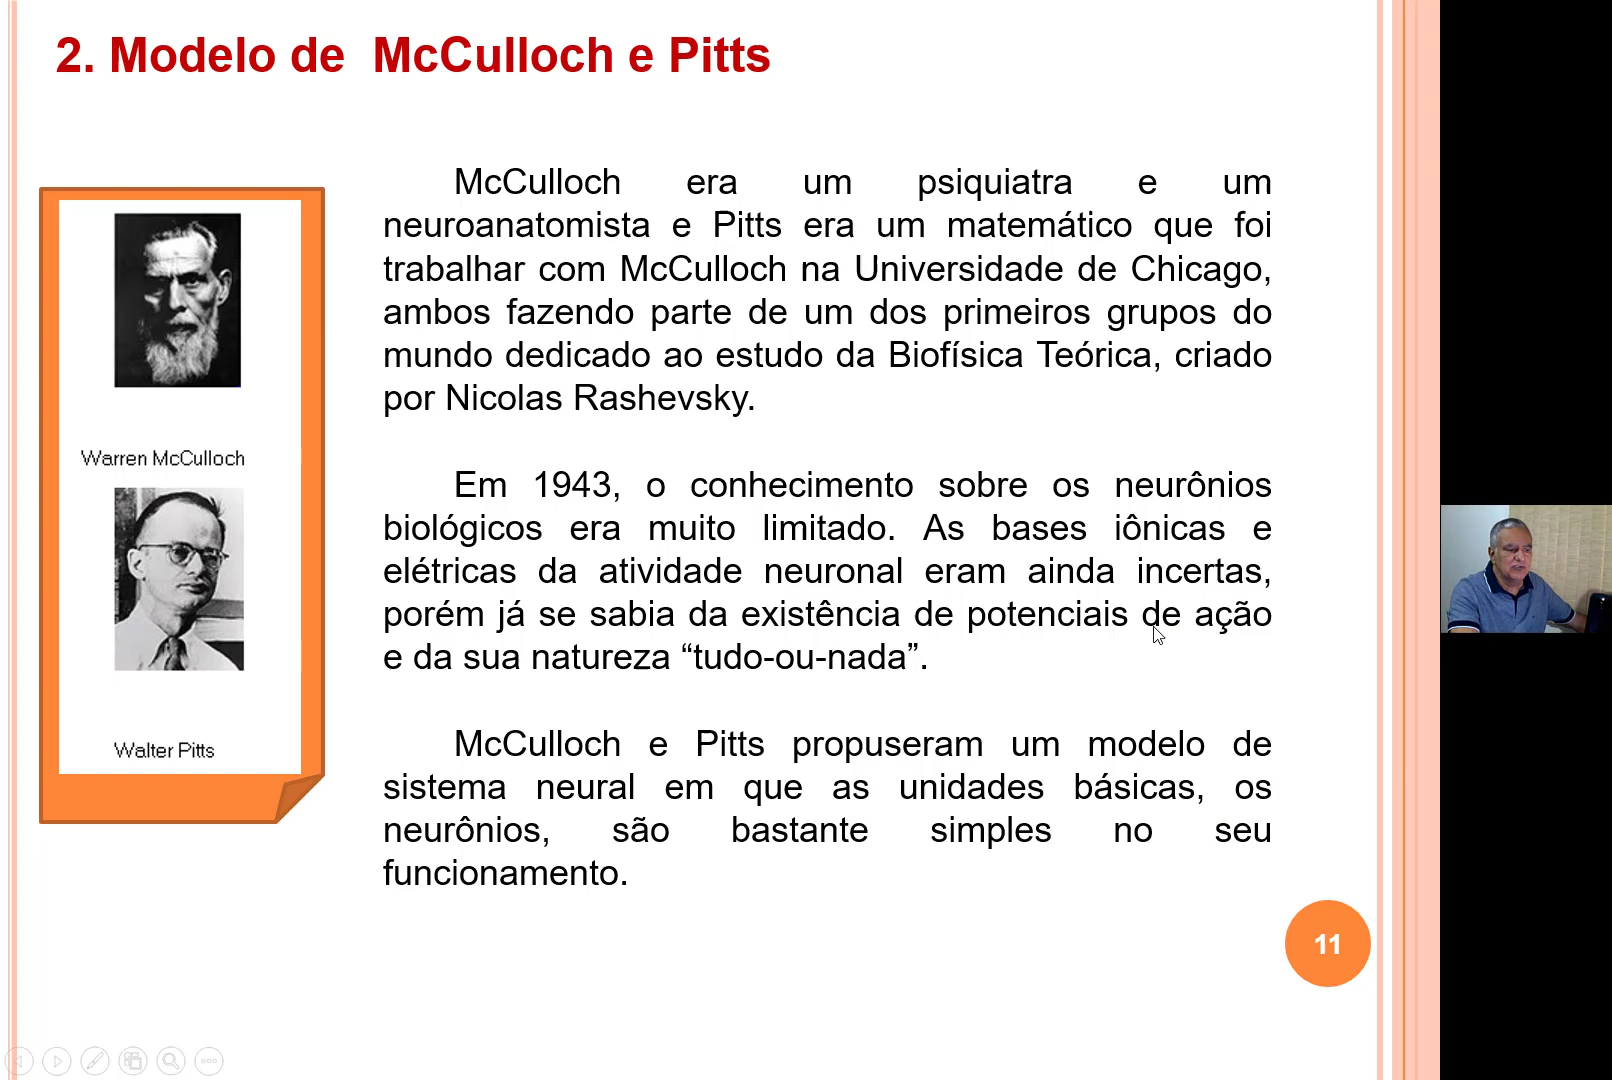 2. Modelo de McCulloch e Pitts
Warren McCulloch
Walter Pitts
McCulloch era um psiquiatra e um
neuroanatomista e Pitts era um matemático que foi
trabalhar com McCulloch na Universidade de Chicago,
ambos fazendo parte de um dos primeiros grupos do
mundo dedicado ao estudo da Biofísica Teórica, criado
por Nicolas Rashevsky.
Em 1943, o conhecimento sobre os neurônios
biológicos era muito limitado. As bases iônicas e
elétricas da atividade neuronal eram ainda incertas,
porém já se sabia da existência de potenciais de ação
e da sua natureza “tudo-ou-nada”.
McCulloch e Pitts propuseram um modelo de
sistema neural em que as unidades básicas, os
neurônios, são bastante simples no seu
funcionamento.
11